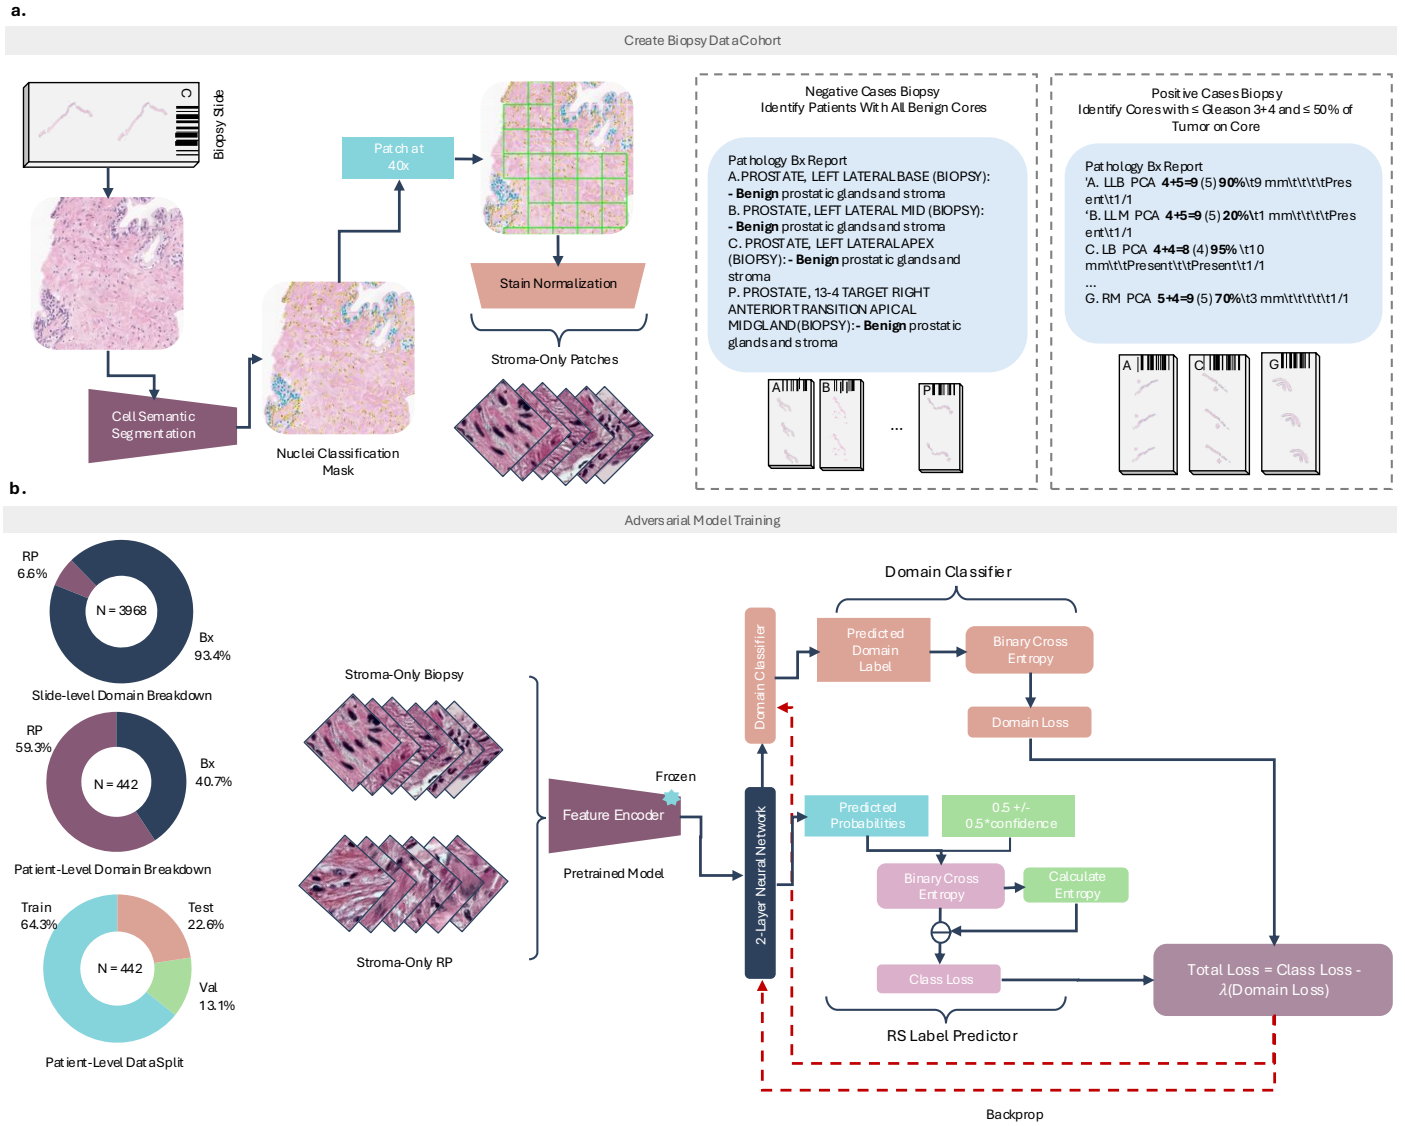 a.
Create Biopsy Data Cohort
C
Biopsy Slide
Cell Semantic
Segmentation
Nuclei Classification
Mask
Patch at
40x
Stain Normalization
Stroma-Only Patches
Negative Cases Biopsy
Identify Patients With All Benign Cores
Pathology Bx Report
A.PROSTATE, LEFT LATERAL BASE (BIOPSY):
- Benign prostatic glands and stroma
B. PROSTATE, LEFT LATERAL MID (BIOPSY):
- Benign prostatic glands and stroma
C. PROSTATE, LEFT LATERAL APEX
(BIOPSY): - Benign prostatic glands and
stroma
P. PROSTATE, 13-4 TARGET RIGHT
ANTERIOR TRANSITION APICAL
MIDGLAND(BIOPSY): - Benign prostatic
glands and stroma
A
B
...
P
Positive Cases Biopsy
Identify Cores with ≤ Gleason 3+4 and ≤ 50% of
Tumor on Core
Pathology Bx Report
'A. LLB PCA 4+5=9 (5) 90%\t9 mm\t\t\t\tPres
ent\t1/1
‘B. LLM PCA 4+5=9 (5) 20%\t1 mm\t\t\t\tPres
ent\t1/1
C. LB PCA 4+4=8 (4) 95% \t10
mm\t\tPresent\t\tPresent\t1/1
...
G. RM PCA 5+4=9 (5) 70%\t3 mm\t\t\t\t\t1/1
A
C
G
b.
Adversarial Model Training
RP
6.6%
N = 3968
Bx
93.4%
Slide-level Domain Breakdown
RP
59.3%
N = 442
Bx
40.7%
Patient-Level Domain Breakdown
Train
64.3%
Test
22.6%
N = 442
Val
13.1%
Patient-Level Data Split
Stroma-Only Biopsy
Stroma-Only RP
Frozen
Feature Encoder
Pretrained Model
2-Layer Neural Network
Domain Classifier
Domain Classifier
Predicted
Domain
Label
Binary Cross
Entropy
Domain Loss
Predicted
Probabilities
0.5 +/-
0.5*confidence
Binary Cross
Entropy
Calculate
Entropy
Class Loss
RS Label Predictor
Total Loss = Class Loss -
λ(Domain Loss)
Backprop